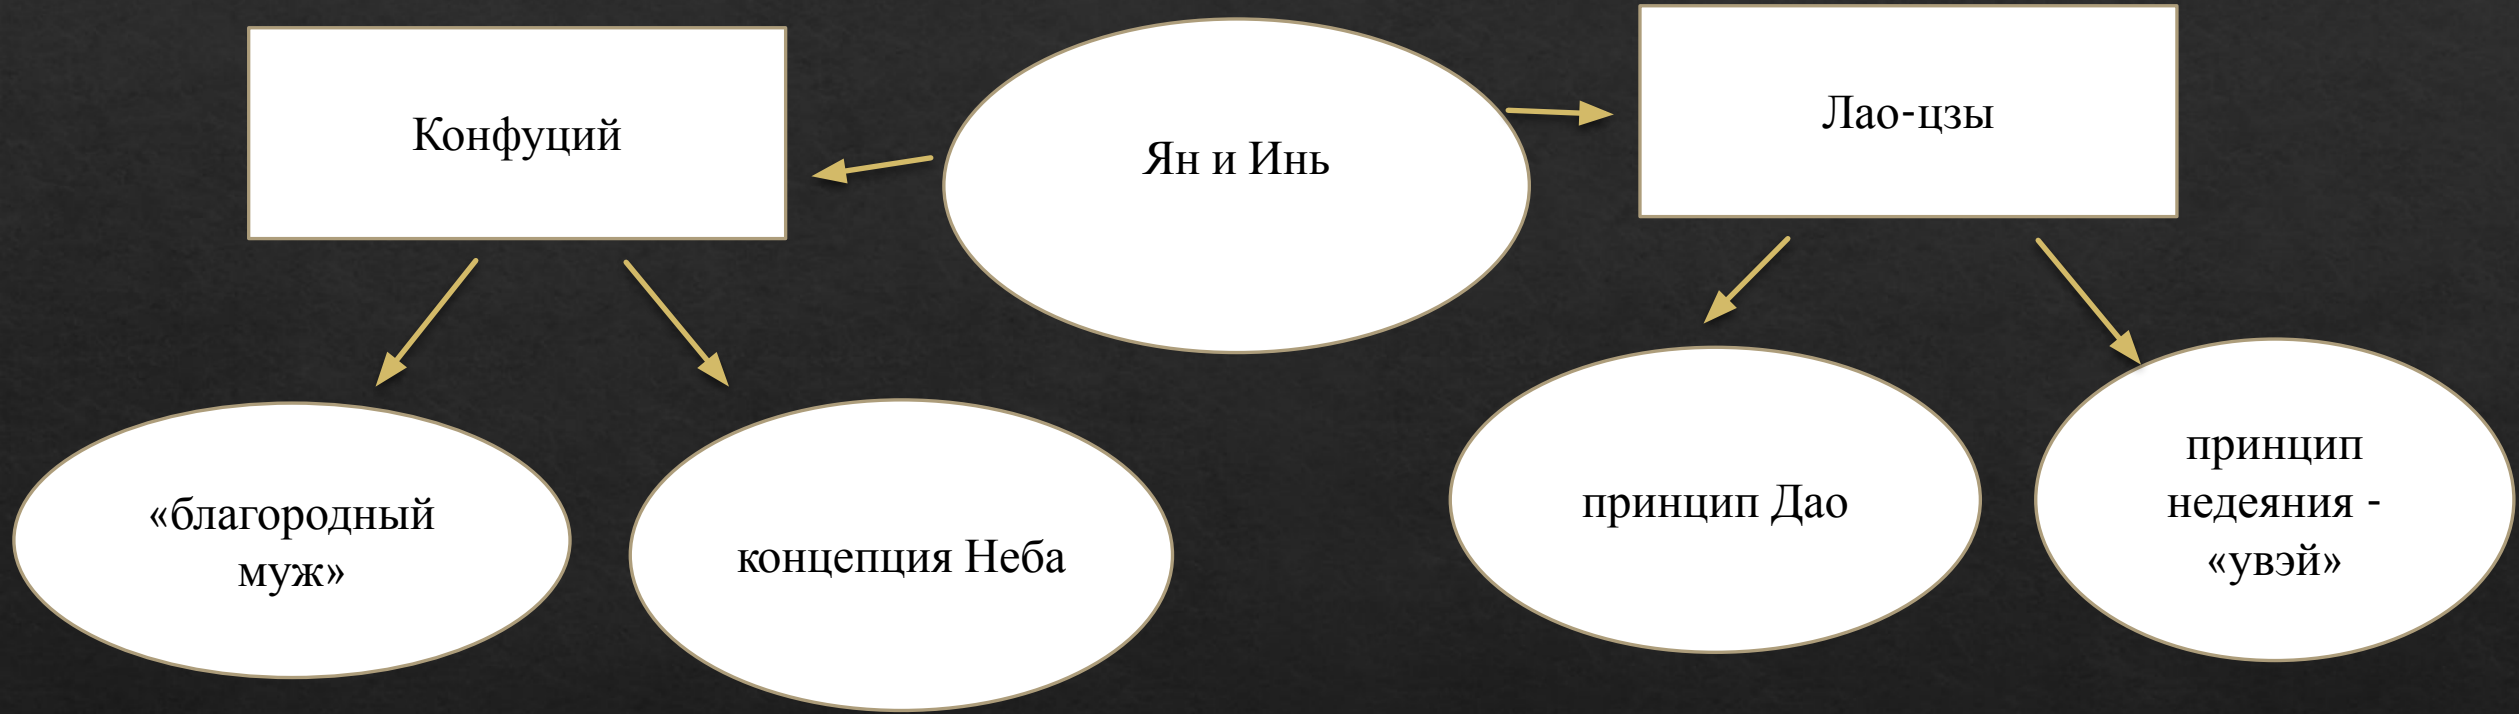 Конфуций
Ян и Инь
Лао-цзы
«благородный
муж»
концепция Неба
принцип Дао
принцип
недеяния -
«увэй»